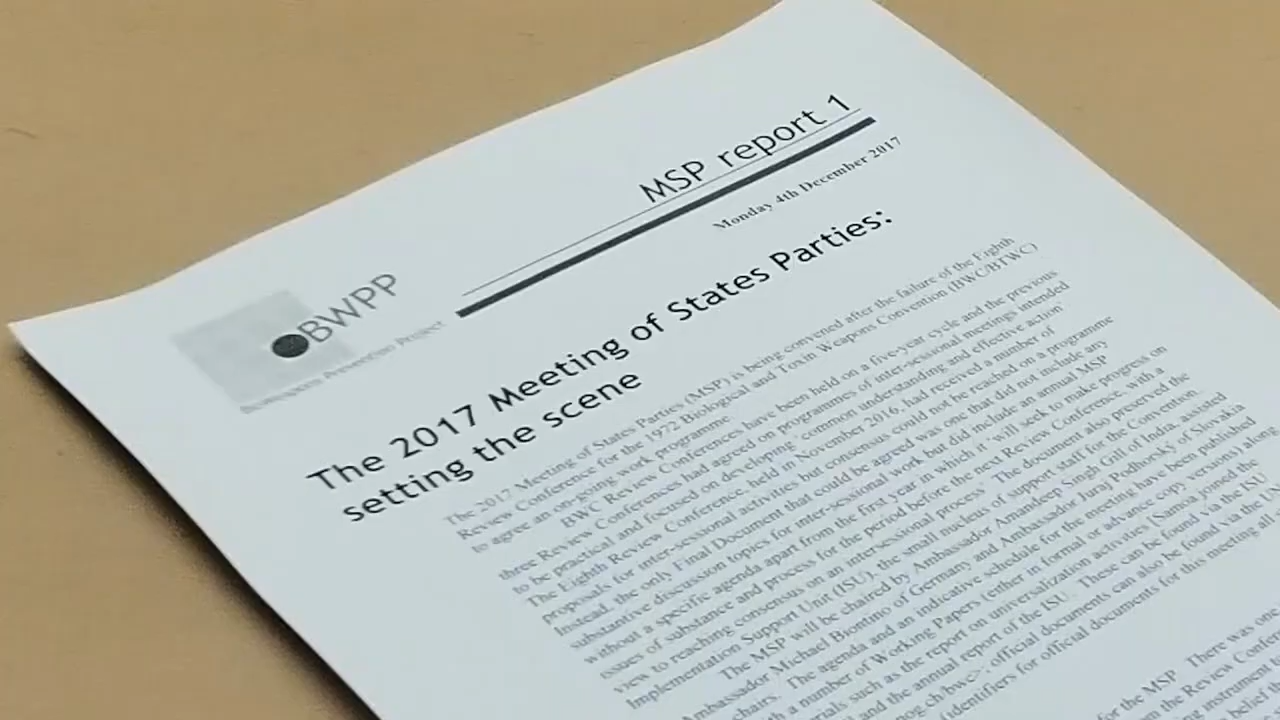 MSP report 1
Monday 4th December 2017
BWPP
BioWeapons Prevention Project
The 2017 Meeting of States Parties:
setting the scene
The 2017 Meeting of States Parties (MSP) is being convened after the failure of the Eighth
Review Conference for the 1972 Biological and Toxin Weapons Convention (BWC/BTWC)
to agree an on-going work programme.
BWC Review Conferences have been held on a five-year cycle and the previous
three Review Conferences had agreed on programmes of inter-sessional meetings intended
to be practical and focused on developing 'common understanding and effective action'.
The Eighth Review Conference, held in November 2016, had received a number of
proposals for inter-sessional activities but consensus could not be reached on a programme
Instead, the only Final Document that could be agreed was one that did not include any
substantive discussion topics for inter-sessional work but did include an annual MSP
without a specific agenda apart from the first year in which it 'will seek to make progress on
issues of substance and process for the period before the next Review Conference, with a
view to reaching consensus on an intersessional process'. The document also preserved the
Implementation Support Unit (ISU), the small nucleus of support staff for the Convention.
The MSP will be chaired by Ambassador Amandeep Singh Gill of India, assisted
Ambassador Michael Biontino of Germany and Ambassador Juraj Podhorský of Slovakia
chairs. The agenda and an indicative schedule for the meeting have been published
a number of Working Papers (either in formal or advance copy versions) along
such as the report on universalization activities
and the annual report of the ISU. These can be found via the ISU
official documents can also be found via the UN
(identifiers for official documents for this meeting all
for the MSP. There was one
the Review